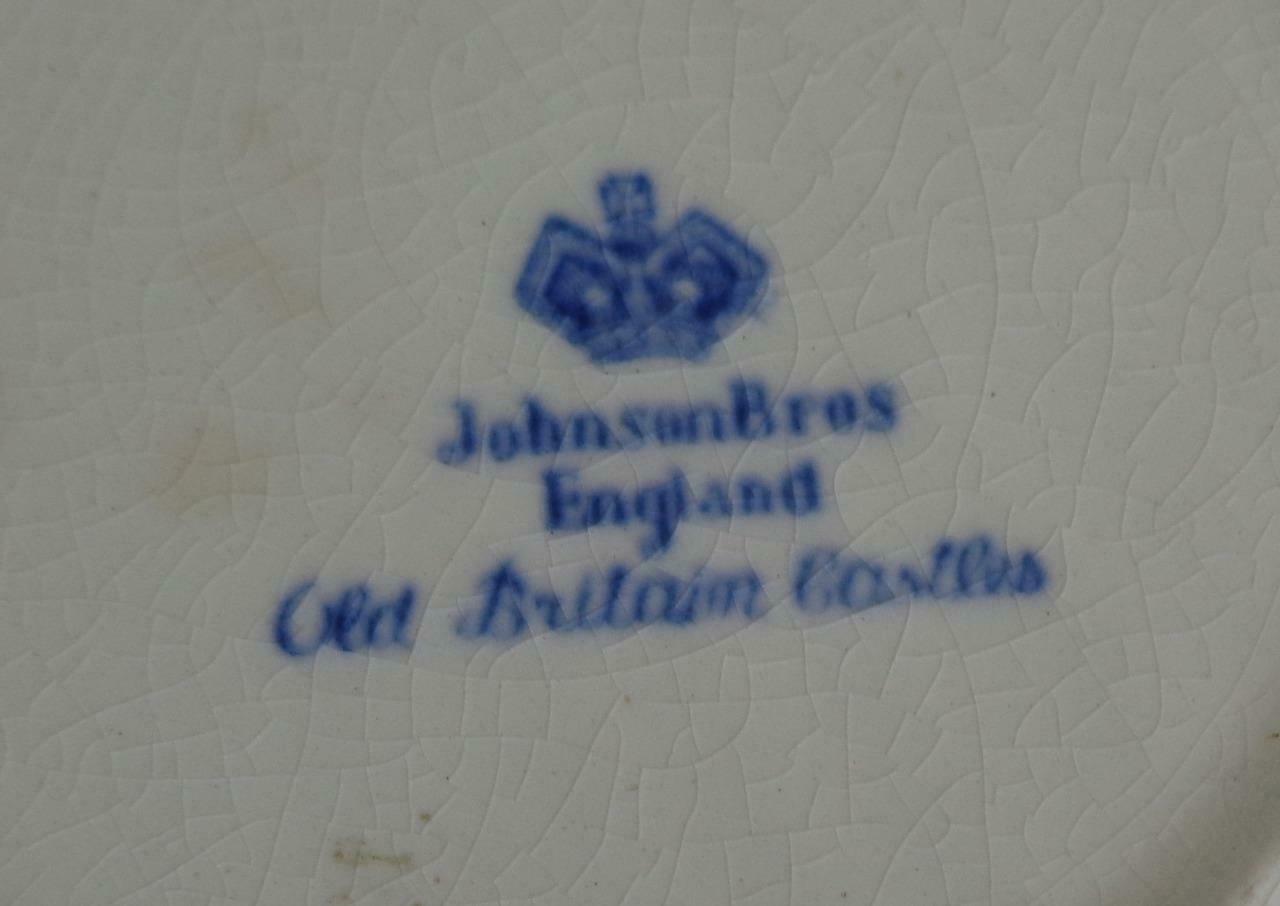 Johnson Bros
England
Old Britain Castles